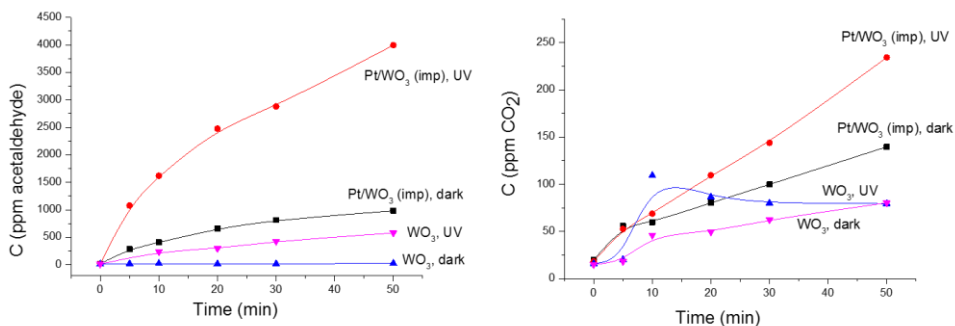 C (ppm acetaldehyde)
4500
4000
3500
3000
2500
2000
1500
1000
500
0
Pt/WO₃ (imp), UV
Pt/WO₃ (imp), dark
WO₃, UV
WO₃, dark
0 10 20 30 40 50
Time (min)
C (ppm CO₂)
250
200
150
100
50
0
Pt/WO₃ (imp), UV
Pt/WO₃ (imp), dark
WO₃, UV
WO₃, dark
0 10 20 30 40 50
Time (min)